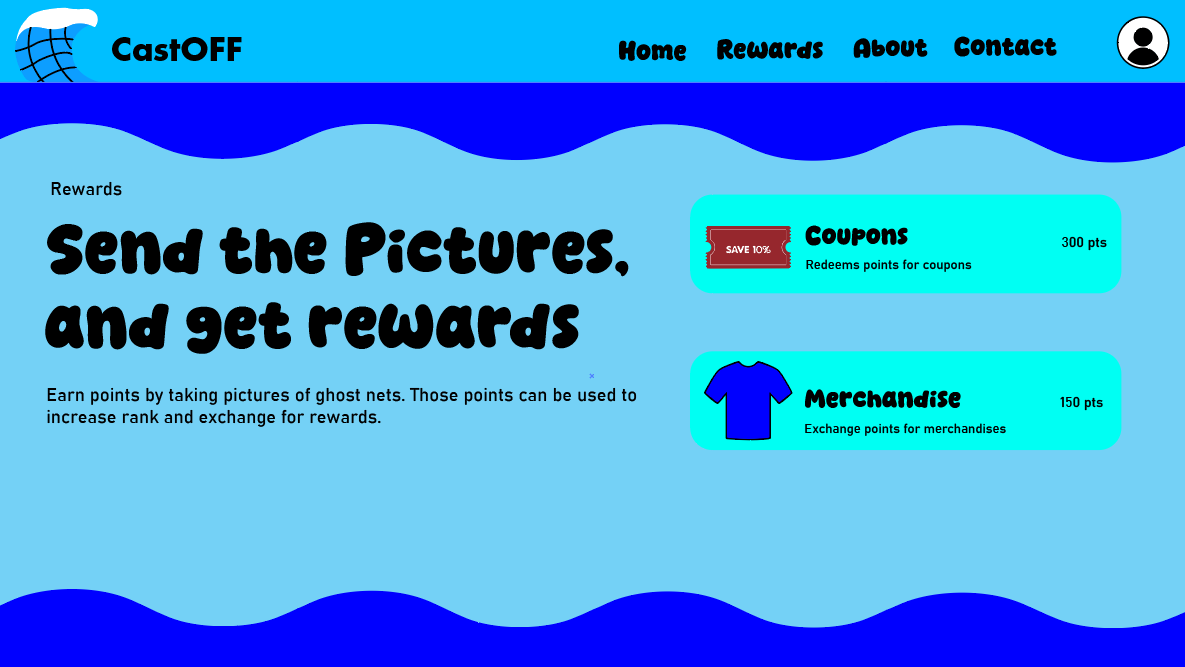 CastOFF
Home Rewards About Contact
Rewards
Send the Pictures,
and get rewards
Earn points by taking pictures of ghost nets. Those points can be used to
increase rank and exchange for rewards.
SAVE 10%
Coupons
Redeems points for coupons
300 pts
Merchandise
Exchange points for merchandises
150 pts